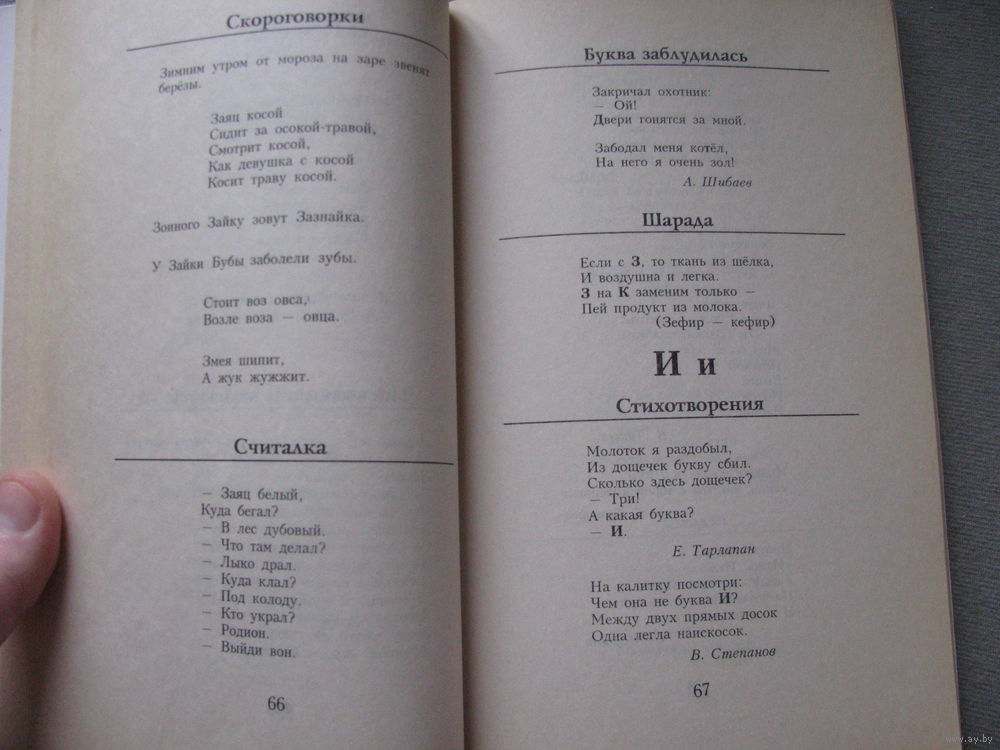 Скороговорки
Зимним утром от мороза на заре звенят
берёзы.
Заяц косой
Сидит за осокой-травой,
Смотрит косой,
Как девушка с косой
Косит траву косой.
Зонного Зайку зовут Зазнайка.
У Зайки Бубы заболели зубы.
Стоит воз овса,
Возле воза — овца.
Змея шипит,
А жук жужжит.
Считалка
— Заяц белый,
Куда бегал?
— В лес дубовый.
— Что там делал?
— Лыко драл.
— Куда клал?
— Под колоду.
— Кто украл?
— Родион.
— Выйди вон.
66
Буква заблудилась
Закричал охотник:
— Ой!
Двери гонятся за мной.
Забодал меня котёл,
На него я очень зол!
А. Шибаев
Шарада
Если с З, то ткань из шёлка,
И воздушна и легка.
З на К заменим только —
Пей продукт из молока.
(Зефир — кефир)
И и
Стихотворения
Молоток я раздобыл,
Из дощечек букву сбил.
Сколько здесь дощечек?
— Три!
А какая буква?
— И.
Е. Тарлапан
На калитку посмотри:
Чем она не буква И?
Между двух прямых досок
Одна легла наискосок.
В. Степанов
67
www.ay.by